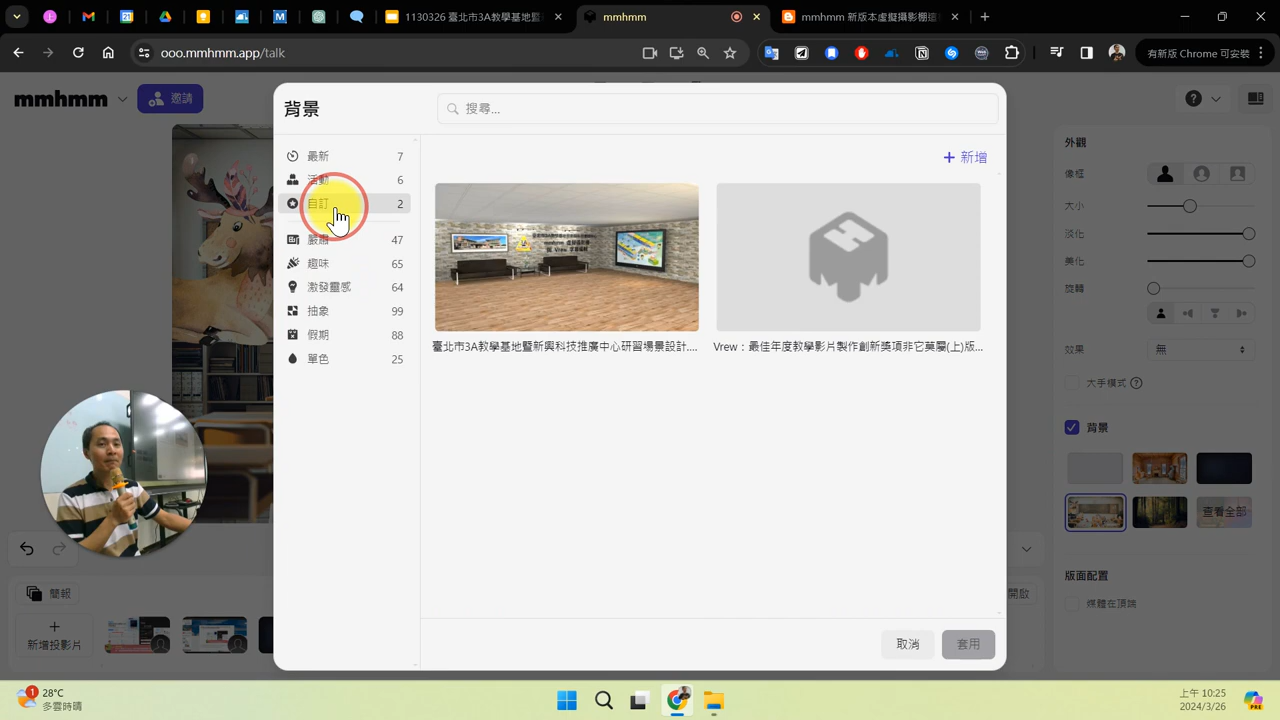 1130326 臺北市3A教學基地暨
mmhmm
mmhmm 新版本虛擬攝影棚這
ooo.mmhmm.app/talk
有新版 Chrome 可安裝
mmhmm
邀請
背景
搜尋...
最新 7
活動 6
自訂 2
嚴肅 47
趣味 65
激發靈感 64
抽象 99
假期 88
單色 25
新增
臺北市3A教學基地暨新興科技推廣中心研習場景設計....
Vrew：最佳年度教學影片製作創新獎項非它莫屬(上)版...
取消
套用
外觀
像框
大小
淡化
美化
旋轉
效果
無
大手模式
背景
查看全部
版面配置
媒體在頂端
開啟
簡報
新增投影片
1
28°C
多雲時晴
上午 10:25
2024/3/26
PRE